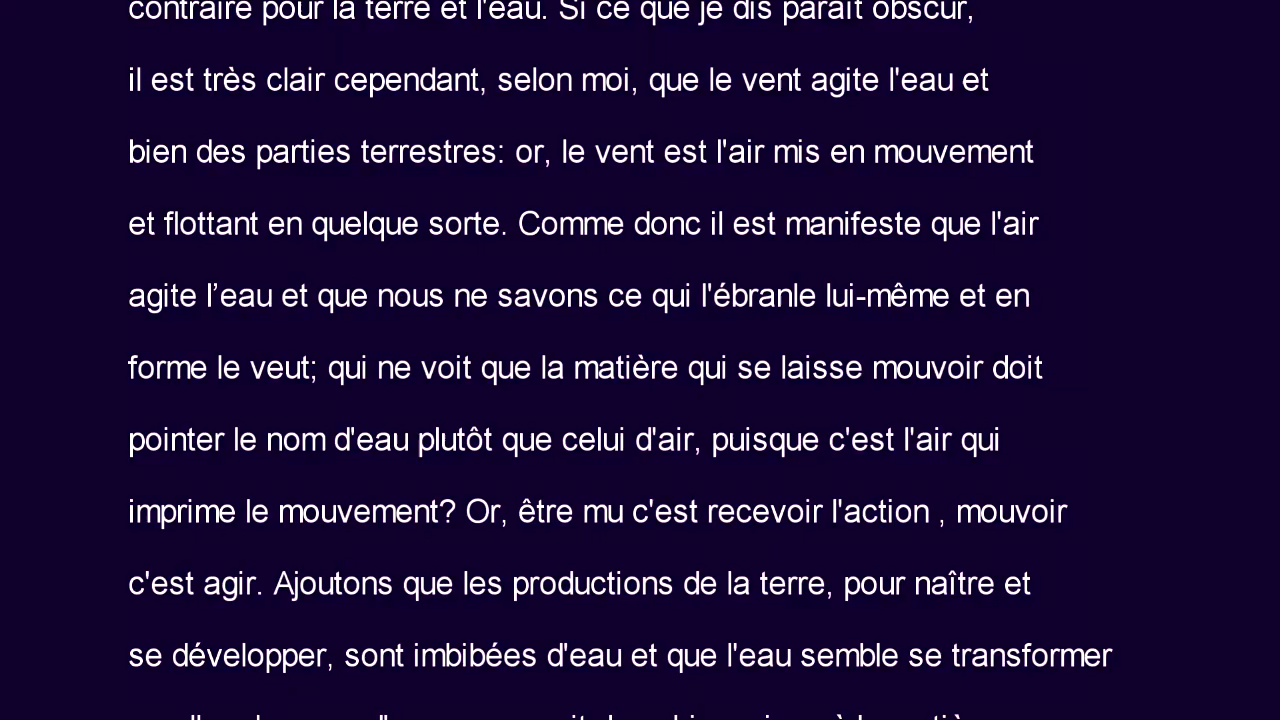 contraire pour la terre et l'eau. Si ce que je dis paraît obscur,
il est très clair cependant, selon moi, que le vent agite l'eau et
bien des parties terrestres: or, le vent est l'air mis en mouvement
et flottant en quelque sorte. Comme donc il est manifeste que l'air
agite l’eau et que nous ne savons ce qui l'ébranle lui-même et en
forme le veut; qui ne voit que la matière qui se laisse mouvoir doit
pointer le nom d'eau plutôt que celui d'air, puisque c'est l'air qui
imprime le mouvement? Or, être mu c'est recevoir l'action , mouvoir
c'est agir. Ajoutons que les productions de la terre, pour naître et
se développer, sont imbibées d'eau et que l'eau semble se transformer